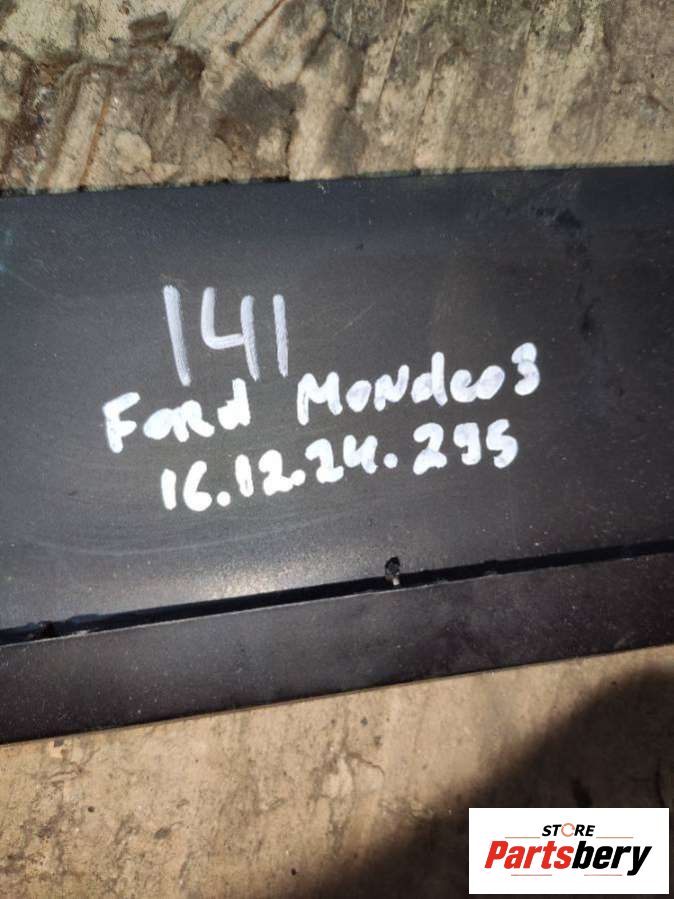 141
Ford Mondeo3
16.12.24.295
STORE
Partsbery